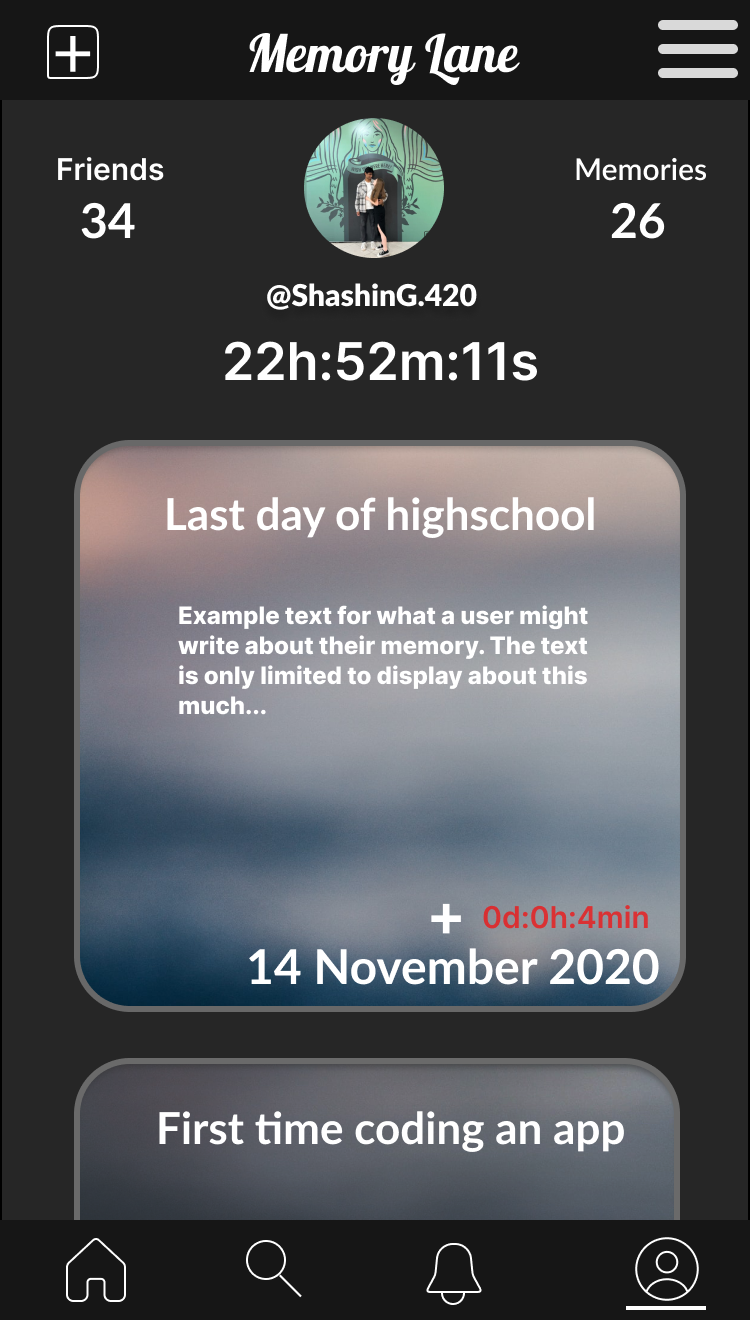 Memory Lane
Friends
34
Memories
26
@ShashinG.420
22h:52m:11s
Last day of highschool
Example text for what a user might
write about their memory. The text
is only limited to display about this
much...
+ 0d:0h:4min
14 November 2020
First time coding an app